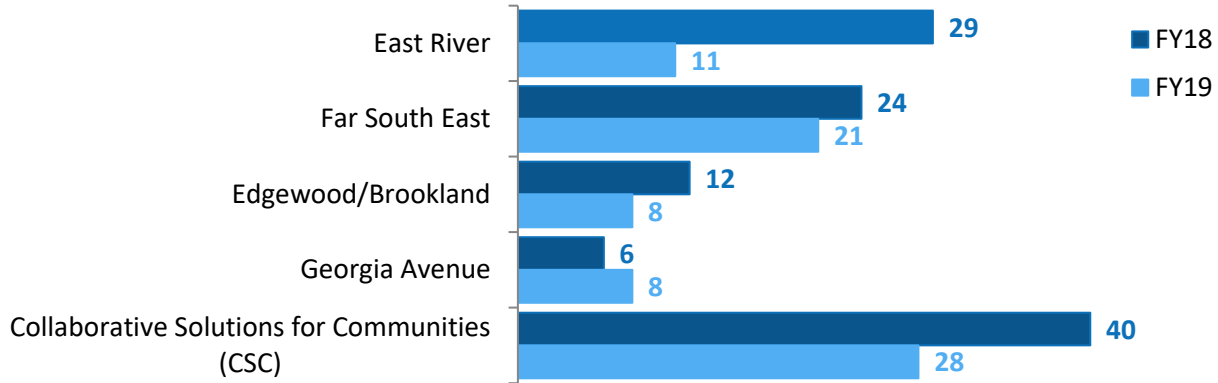 East River
29
11
FY18
FY19
Far South East
24
21
Edgewood/Brookland
12
8
Georgia Avenue
6
8
Collaborative Solutions for Communities
(CSC)
40
28